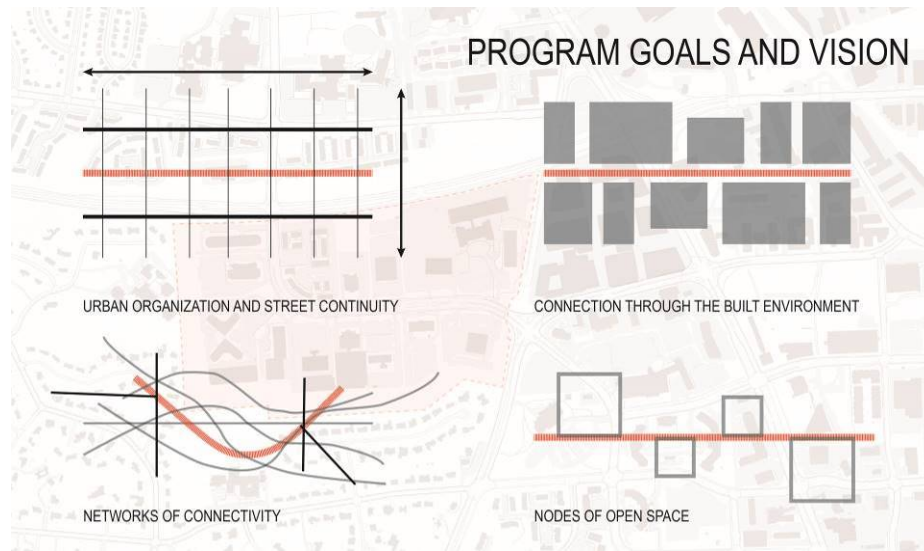 PROGRAM GOALS AND VISION
URBAN ORGANIZATION AND STREET CONTINUITY
CONNECTION THROUGH THE BUILT ENVIRONMENT
NETWORKS OF CONNECTIVITY
NODES OF OPEN SPACE